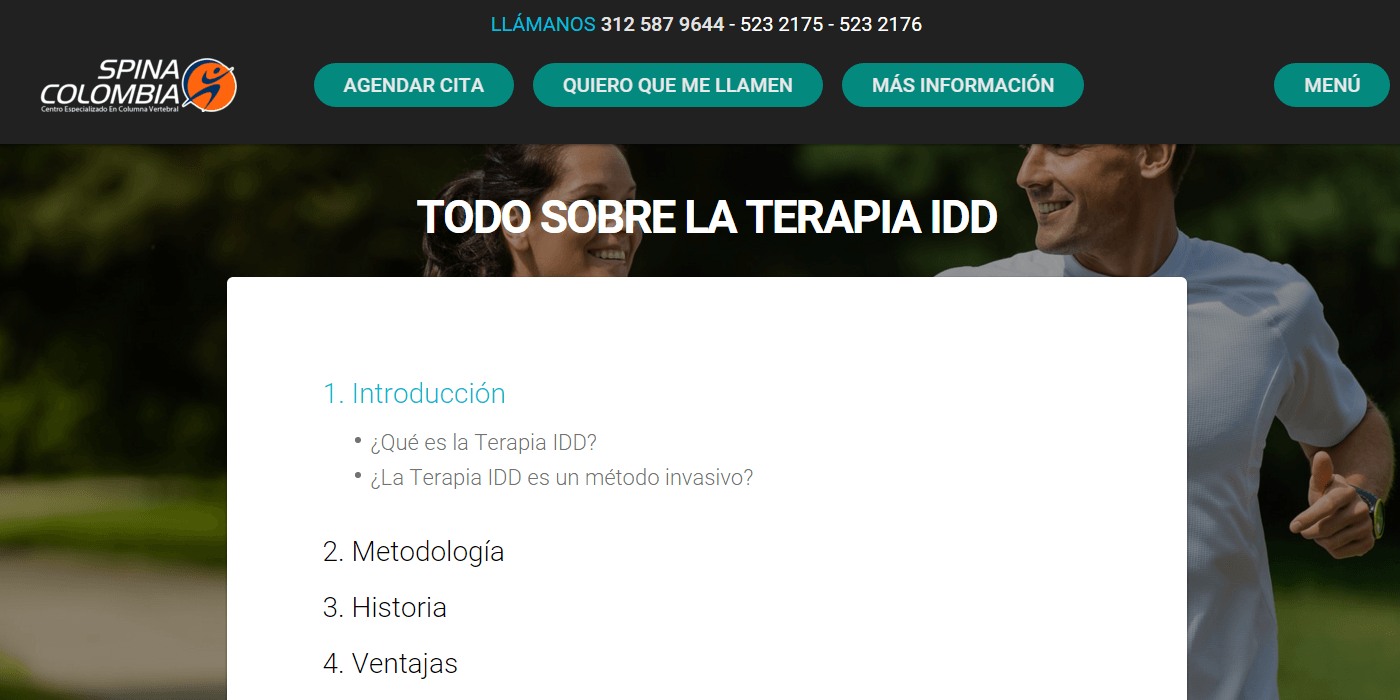 LLÁMANOS 312 587 9644 - 523 2175 - 523 2176
SPINA
COLOMBIA
Centro Especializado En Columna Vertebral
AGENDAR CITA
QUIERO QUE ME LLAMEN
MÁS INFORMACIÓN
MENÚ
TODO SOBRE LA TERAPIA IDD
1. Introducción
• ¿Qué es la Terapia IDD?
• ¿La Terapia IDD es un método invasivo?
2. Metodología
3. Historia
4. Ventajas